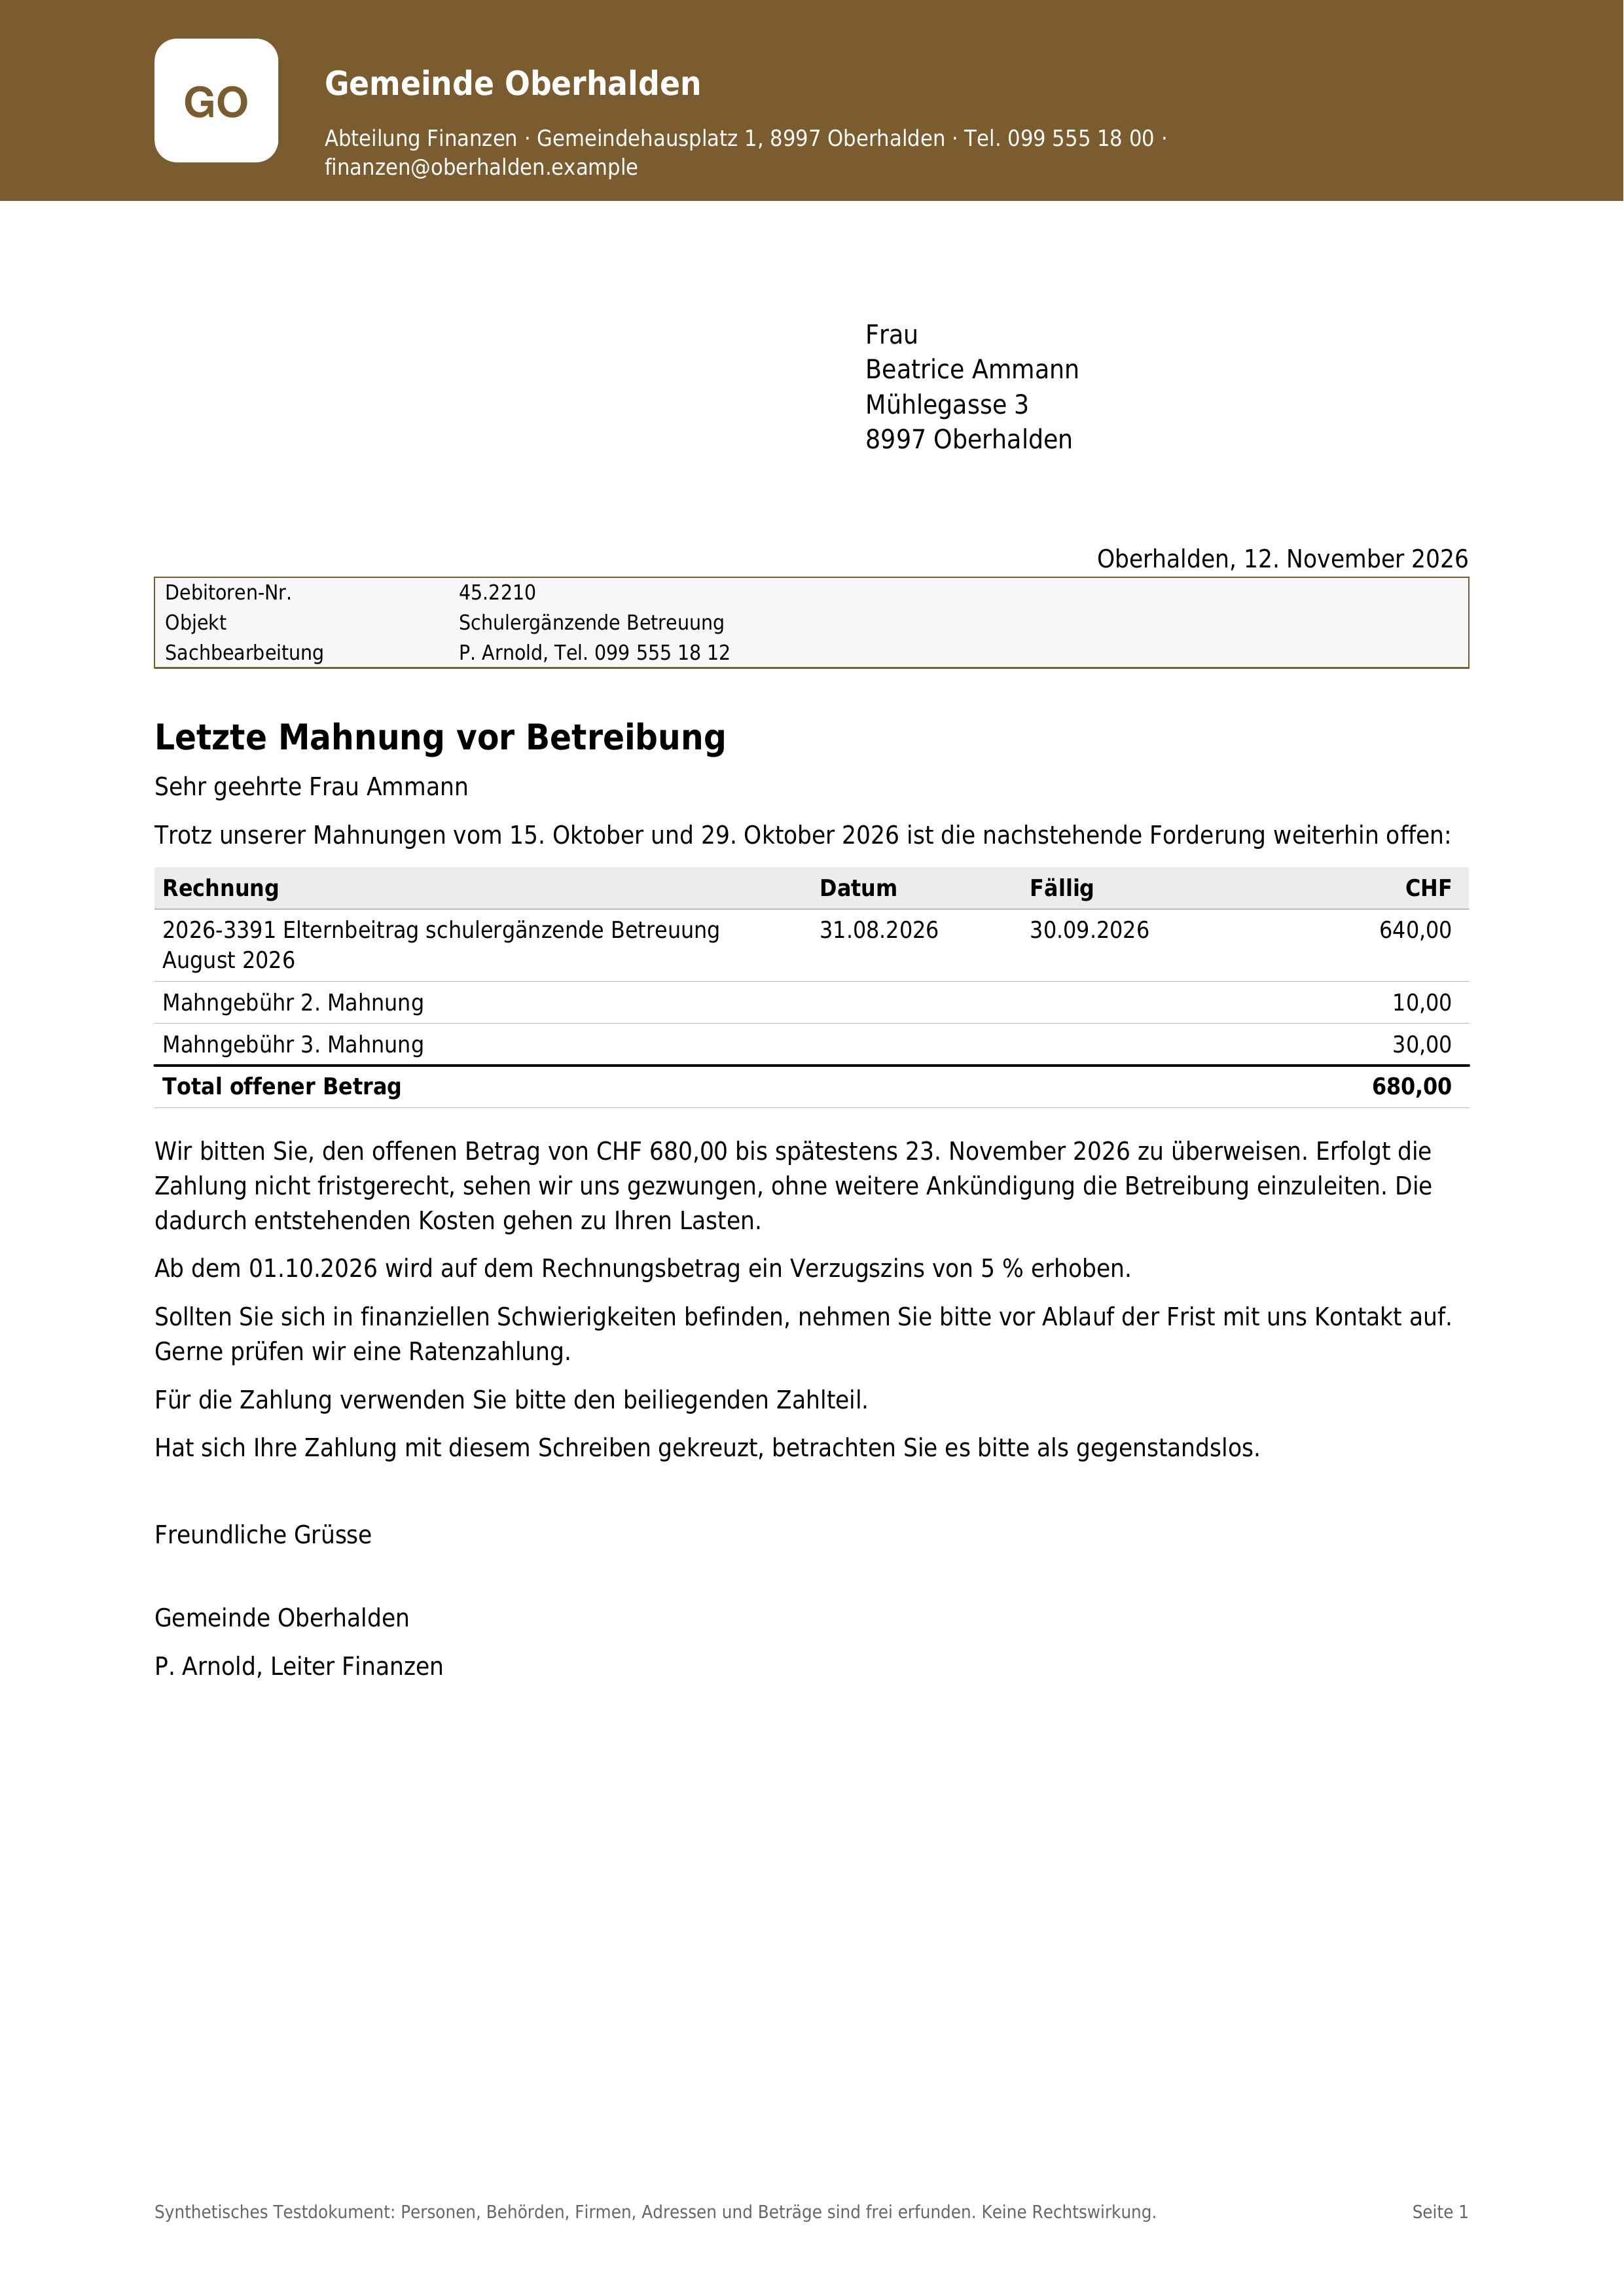 GO
Gemeinde Oberhalden
Abteilung Finanzen · Gemeindehausplatz 1, 8997 Oberhalden · Tel. 099 555 18 00 ·
finanzen@oberhalden.example
Frau
Beatrice Ammann
Mühlegasse 3
8997 Oberhalden
Oberhalden, 12. November 2026
Debitoren-Nr. 45.2210
Objekt Schulergänzende Betreuung
Sachbearbeitung P. Arnold, Tel. 099 555 18 12
Letzte Mahnung vor Betreibung
Sehr geehrte Frau Ammann
Trotz unserer Mahnungen vom 15. Oktober und 29. Oktober 2026 ist die nachstehende Forderung weiterhin offen:
Rechnung Datum Fällig CHF
2026-3391 Elternbeitrag schulergänzende Betreuung 31.08.2026 30.09.2026 640,00
August 2026
Mahngebühr 2. Mahnung 10,00
Mahngebühr 3. Mahnung 30,00
Total offener Betrag 680,00
Wir bitten Sie, den offenen Betrag von CHF 680,00 bis spätestens 23. November 2026 zu überweisen. Erfolgt die
Zahlung nicht fristgerecht, sehen wir uns gezwungen, ohne weitere Ankündigung die Betreibung einzuleiten. Die
dadurch entstehenden Kosten gehen zu Ihren Lasten.
Ab dem 01.10.2026 wird auf dem Rechnungsbetrag ein Verzugszins von 5 % erhoben.
Sollten Sie sich in finanziellen Schwierigkeiten befinden, nehmen Sie bitte vor Ablauf der Frist mit uns Kontakt auf.
Gerne prüfen wir eine Ratenzahlung.
Für die Zahlung verwenden Sie bitte den beiliegenden Zahlteil.
Hat sich Ihre Zahlung mit diesem Schreiben gekreuzt, betrachten Sie es bitte als gegenstandslos.
Freundliche Grüsse
Gemeinde Oberhalden
P. Arnold, Leiter Finanzen
Synthetisches Testdokument: Personen, Behörden, Firmen, Adressen und Beträge sind frei erfunden. Keine Rechtswirkung. Seite 1